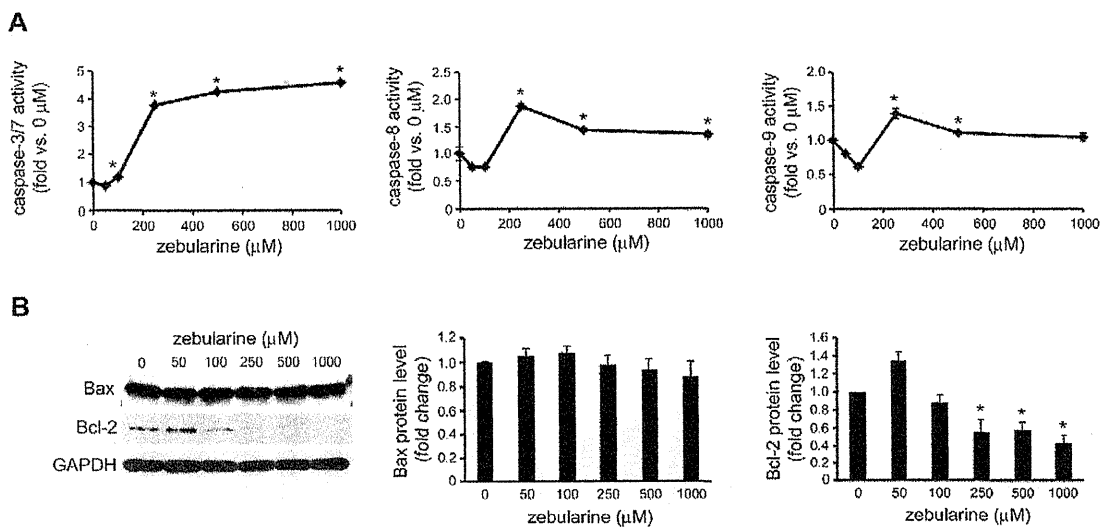 A
caspase-3/7 activity
(fold vs. 0 µM)
5
4
3
2
1
0
*
*
*
*
0 200 400 600 800 1000
zebularine (µM)
caspase-8 activity
(fold vs. 0 µM)
2.5
2.0
1.5
1.0
0.5
0
*
*
*
0 200 400 600 800 1000
zebularine (µM)
caspase-9 activity
(fold vs. 0 µM)
2.0
1.5
1.0
0.5
0
*
*
0 200 400 600 800 1000
zebularine (µM)
B
zebularine (µM)
0 50 100 250 500 1000
Bax
Bcl-2
GAPDH
Bax protein level
(fold change)
1.2
1.0
0.8
0.6
0.4
0.2
0
0 50 100 250 500 1000
zebularine (µM)
Bcl-2 protein level
(fold change)
1.6
1.4
1.2
1.0
0.8
0.6
0.4
0.2
0
*
*
*
0 50 100 250 500 1000
zebularine (µM)